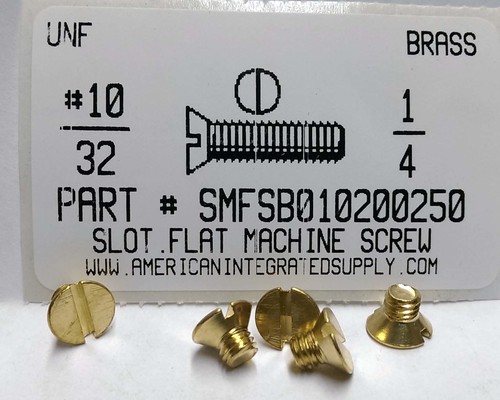 UNF BRASS
#10 1
32 4
PART # SMFSB010200250
SLOT.FLAT MACHINE SCREW
WWW.AMERICANINTEGRATEDSUPPLY.COM